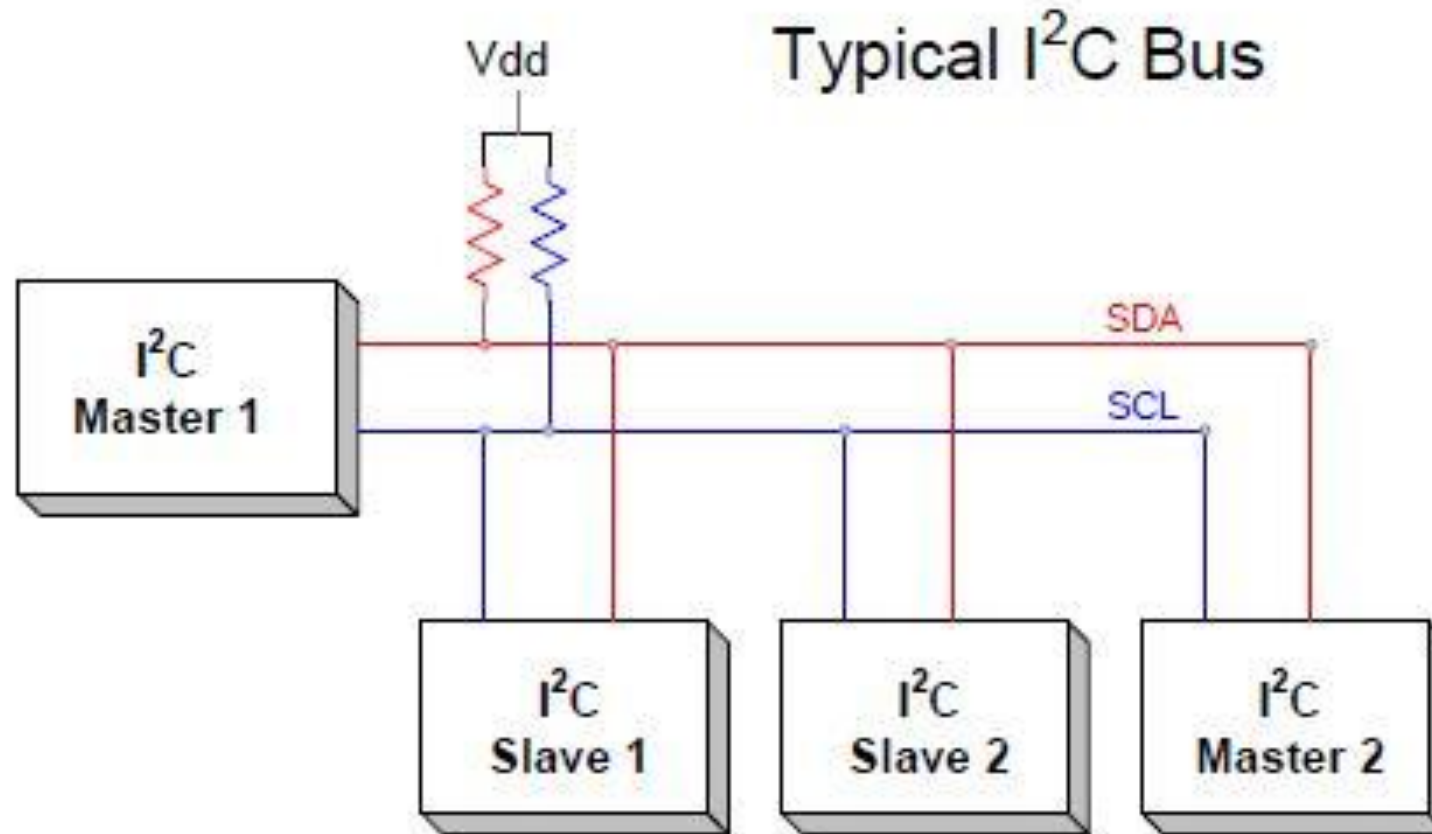 Typical I²C Bus
Vdd
I²C
Master 1
SDA
SCL
I²C
Slave 1
I²C
Slave 2
I²C
Master 2